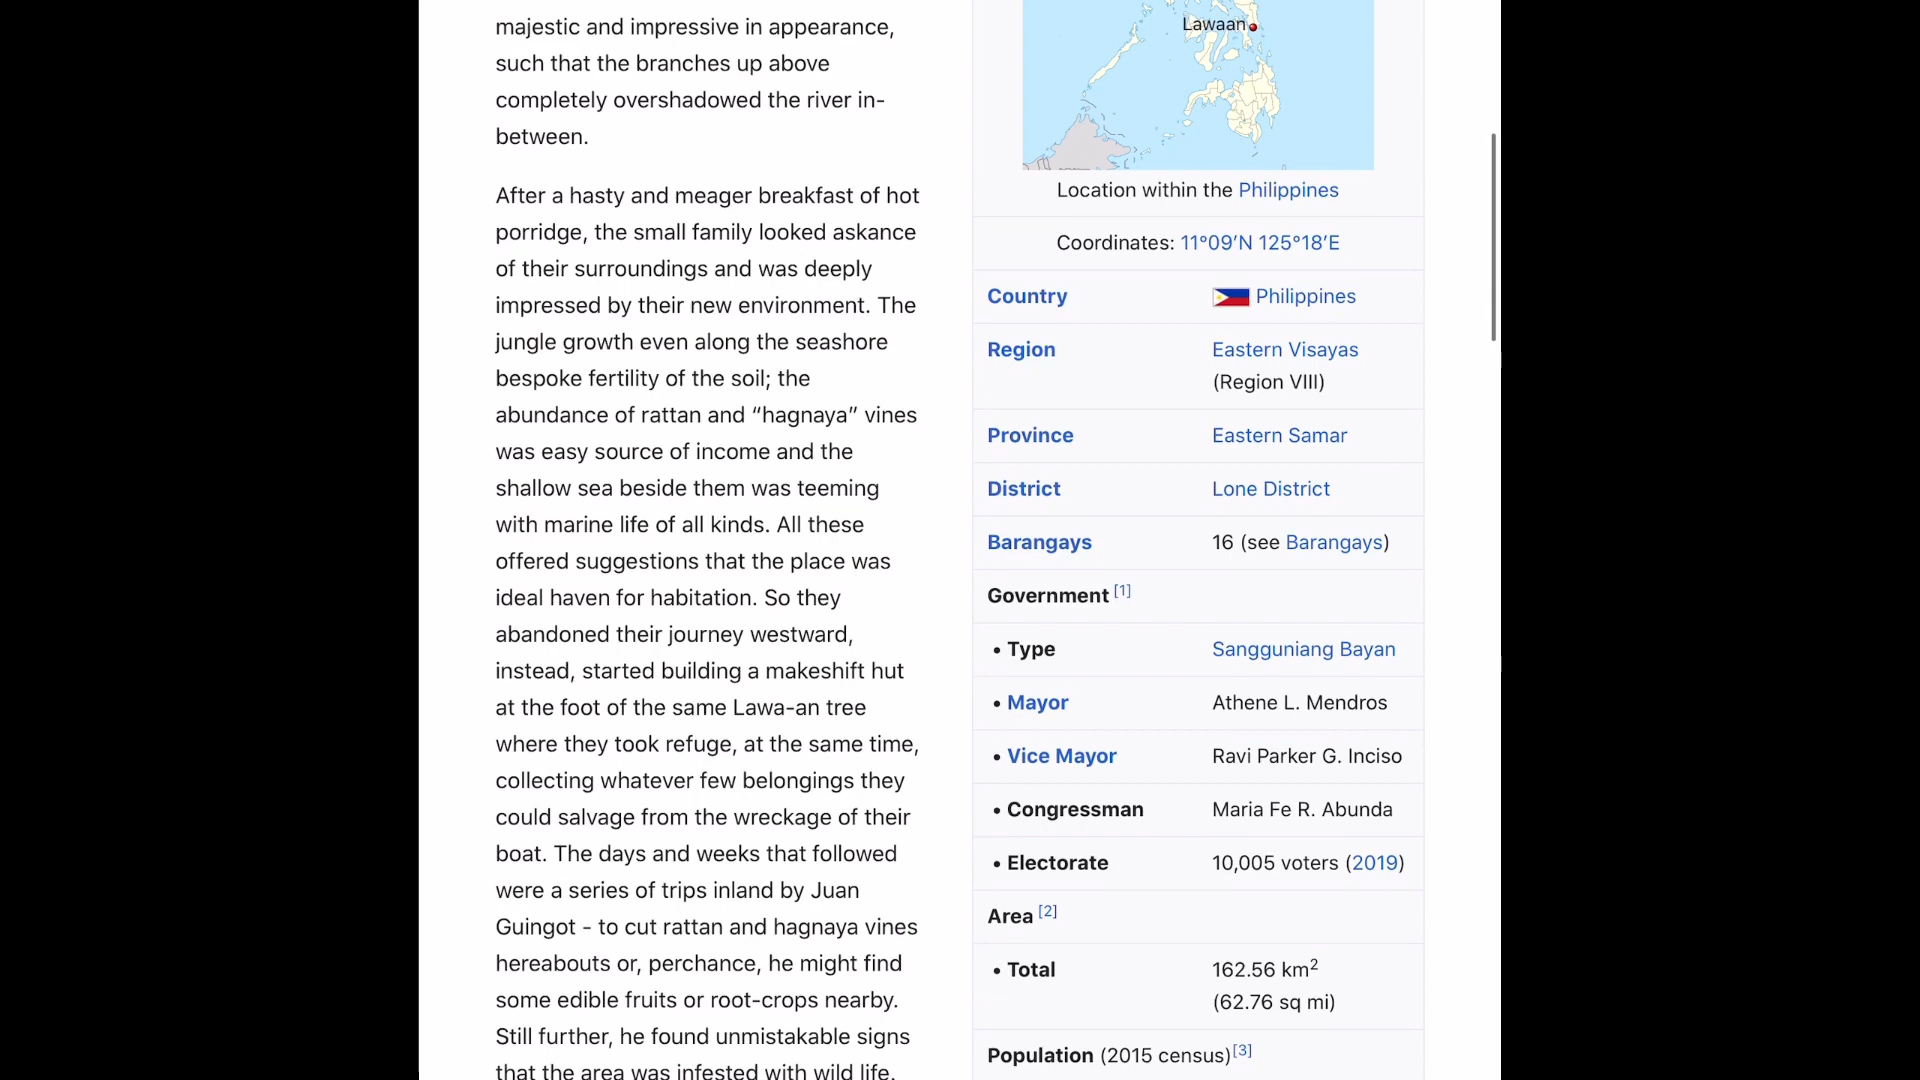 majestic and impressive in appearance,
such that the branches up above
completely overshadowed the river in-
between.
After a hasty and meager breakfast of hot
porridge, the small family looked askance
of their surroundings and was deeply
impressed by their new environment. The
jungle growth even along the seashore
bespoke fertility of the soil; the
abundance of rattan and “hagnaya” vines
was easy source of income and the
shallow sea beside them was teeming
with marine life of all kinds. All these
offered suggestions that the place was
ideal haven for habitation. So they
abandoned their journey westward,
instead, started building a makeshift hut
at the foot of the same Lawa-an tree
where they took refuge, at the same time,
collecting whatever few belongings they
could salvage from the wreckage of their
boat. The days and weeks that followed
were a series of trips inland by Juan
Guingot - to cut rattan and hagnaya vines
hereabouts or, perchance, he might find
some edible fruits or root-crops nearby.
Still further, he found unmistakable signs
that the area was infested with wild life.
Lawaan
Location within the Philippines
Coordinates: 11°09′N 125°18′E
Country Philippines
Region Eastern Visayas
(Region VIII)
Province Eastern Samar
District Lone District
Barangays 16 (see Barangays)
Government [1]
• Type Sangguniang Bayan
• Mayor Athene L. Mendros
• Vice Mayor Ravi Parker G. Inciso
• Congressman Maria Fe R. Abunda
• Electorate 10,005 voters (2019)
Area [2]
• Total 162.56 km2
(62.76 sq mi)
Population (2015 census)[3]